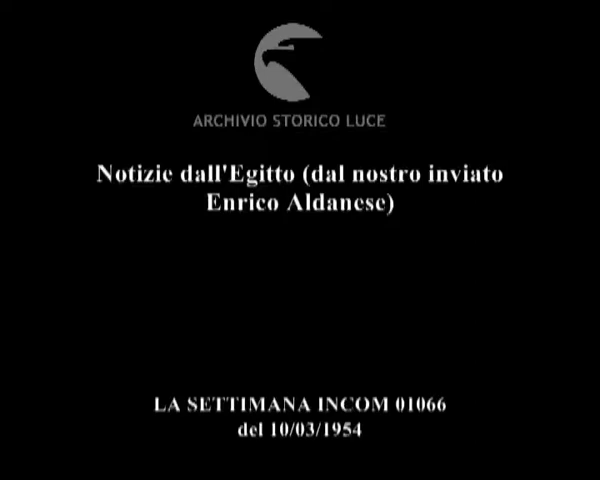 ARCHIVIO STORICO LUCE
Notizie dall'Egitto (dal nostro inviato
Enrico Aldanese)
LA SETTIMANA INCOM 01066
del 10/03/1954